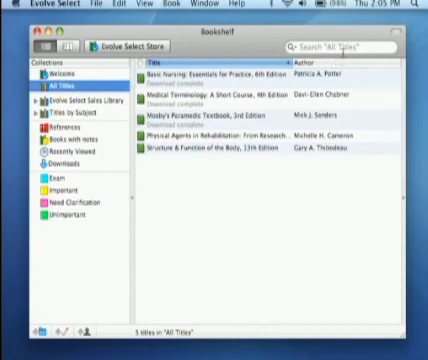 Evolve Select File Edit View Book Window Help (98%) Thu 2:05 PM
Bookshelf
Evolve Select Store
Search "All Titles"
Collections Title Author
Welcome
All Titles
Evolve Select Sales Library
Titles by Subject
References
Books with notes
Recently Viewed
Downloads
Exam
Important
Need Clarification
Unimportant
Basic Nursing: Essentials for Practice, 6th Edition Patricia A. Potter
Download complete
Medical Terminology: A Short Course, 4th Edition Davi-Ellen Chabner
Download complete
Mosby's Paramedic Textbook, 3rd Edition Mick J. Sanders
Download complete
Physical Agents in Rehabilitation: From Research... Michelle H. Cameron
Structure & Function of the Body, 13th Edition Gary A. Thibodeau
5 titles in "All Titles"